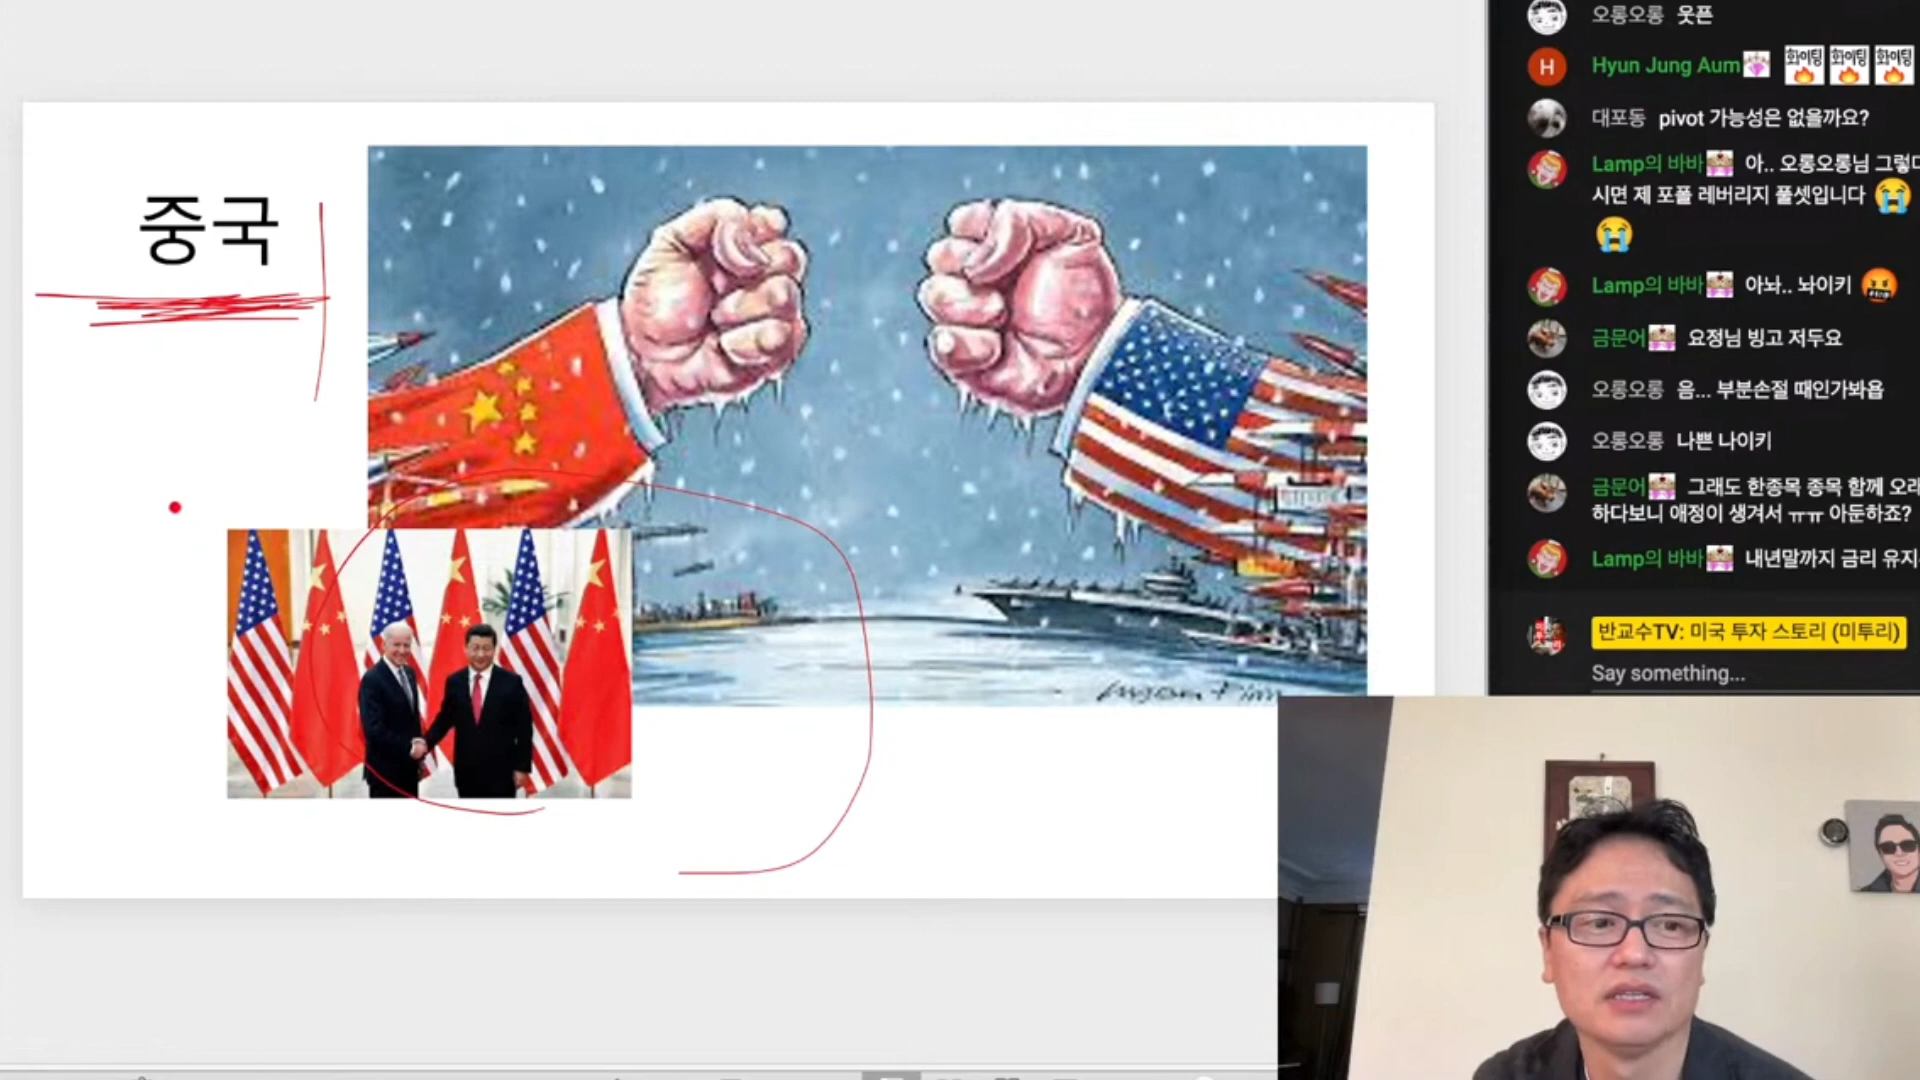 중국
오롱오롱 웃픈
H Hyun Jung Aum 화이팅 화이팅 화이팅
대포동 pivot 가능성은 없을까요?
Lamp의 바바 아.. 오롱오롱님 그렇다
시면 제 포폴 레버리지 풀셋입니다
Lamp의 바바 아놔.. 놔이키
금문어 요정님 빙고 저두요
오롱오롱 음... 부분손절 때인가봐욥
오롱오롱 나쁜 나이키
금문어 그래도 한종목 종목 함께 오래
하다보니 애정이 생겨서 ㅠㅠ 아둔하죠?
Lamp의 바바 내년말까지 금리 유지
반교수TV: 미국 투자 스토리 (미투리)
Say something...